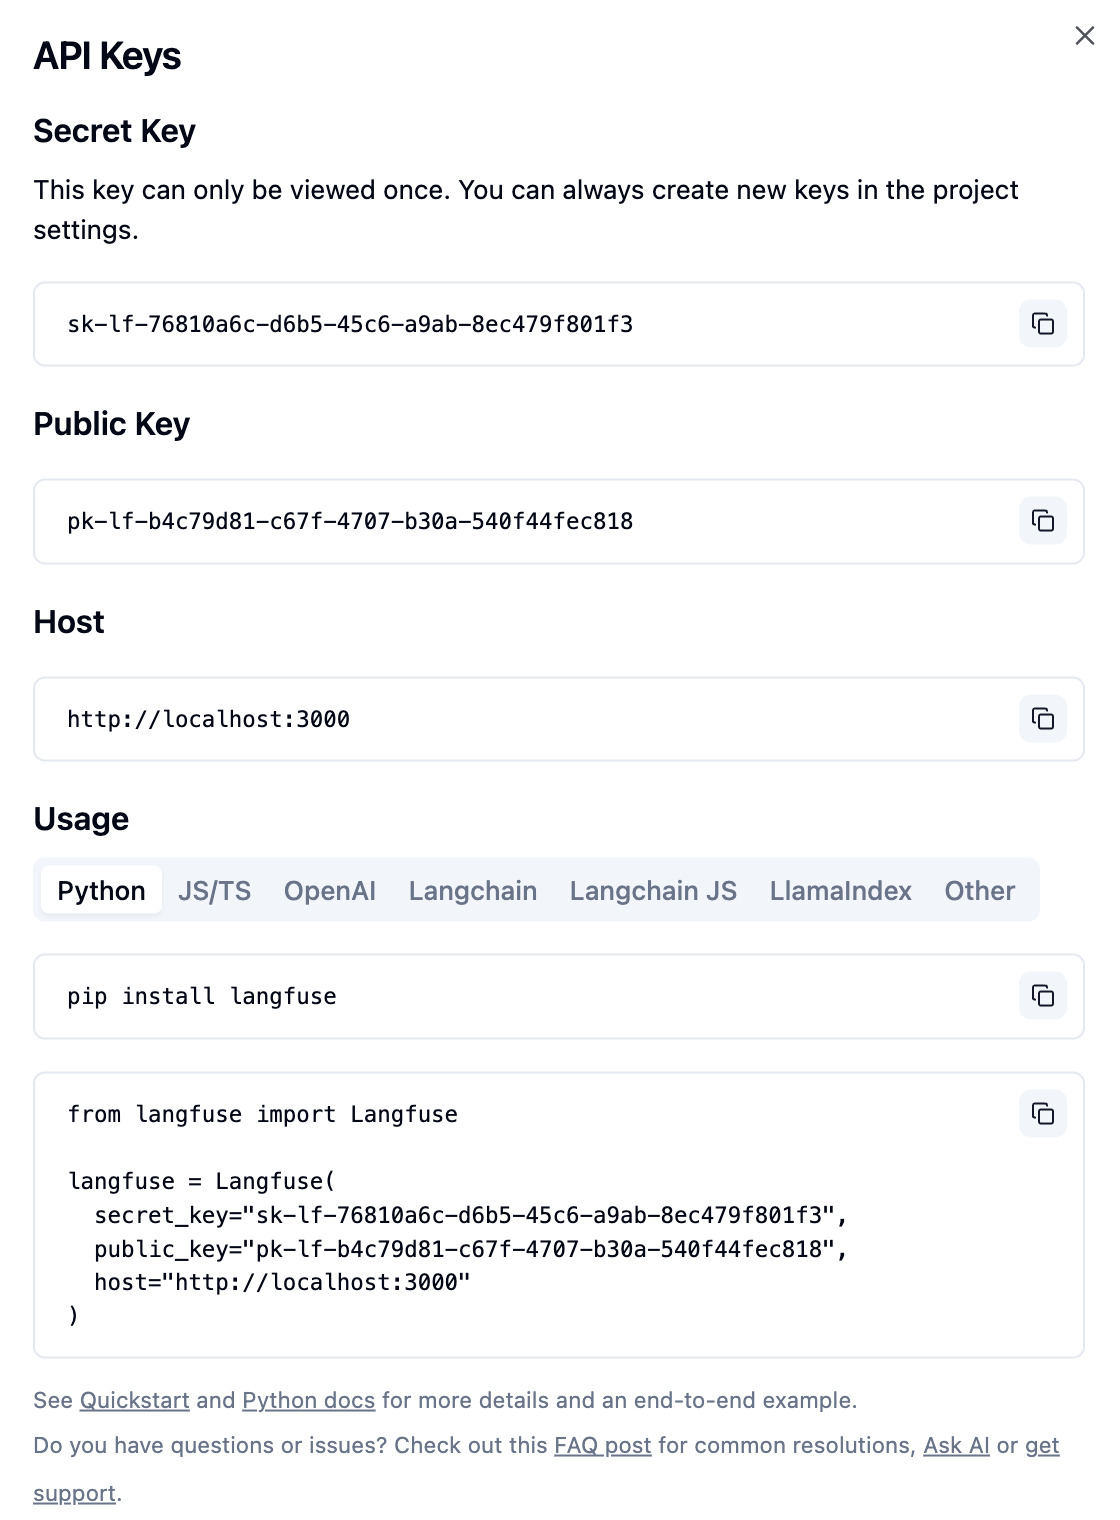 API Keys
Secret Key
This key can only be viewed once. You can always create new keys in the project
settings.
sk-lf-76810a6c-d6b5-45c6-a9ab-8ec479f801f3
Public Key
pk-lf-b4c79d81-c67f-4707-b30a-540f44fec818
Host
http://localhost:3000
Usage
Python JS/TS OpenAI Langchain Langchain JS LlamaIndex Other
pip install langfuse
from langfuse import Langfuse
langfuse = Langfuse(
  secret_key="sk-lf-76810a6c-d6b5-45c6-a9ab-8ec479f801f3",
  public_key="pk-lf-b4c79d81-c67f-4707-b30a-540f44fec818",
  host="http://localhost:3000"
)
See Quickstart and Python docs for more details and an end-to-end example.
Do you have questions or issues? Check out this FAQ post for common resolutions, Ask AI or get
support.